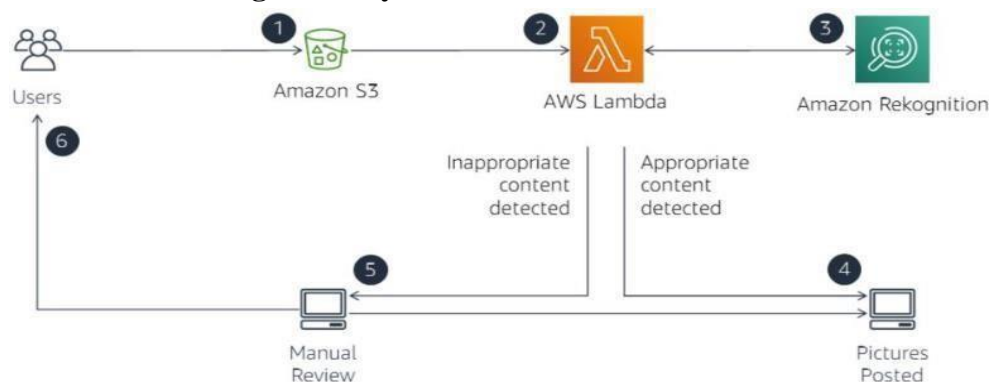 1
2
3
Users
Amazon S3
AWS Lambda
Amazon Rekognition
6
Inappropriate
content
detected
Appropriate
content
detected
5
4
Manual
Review
Pictures
Posted